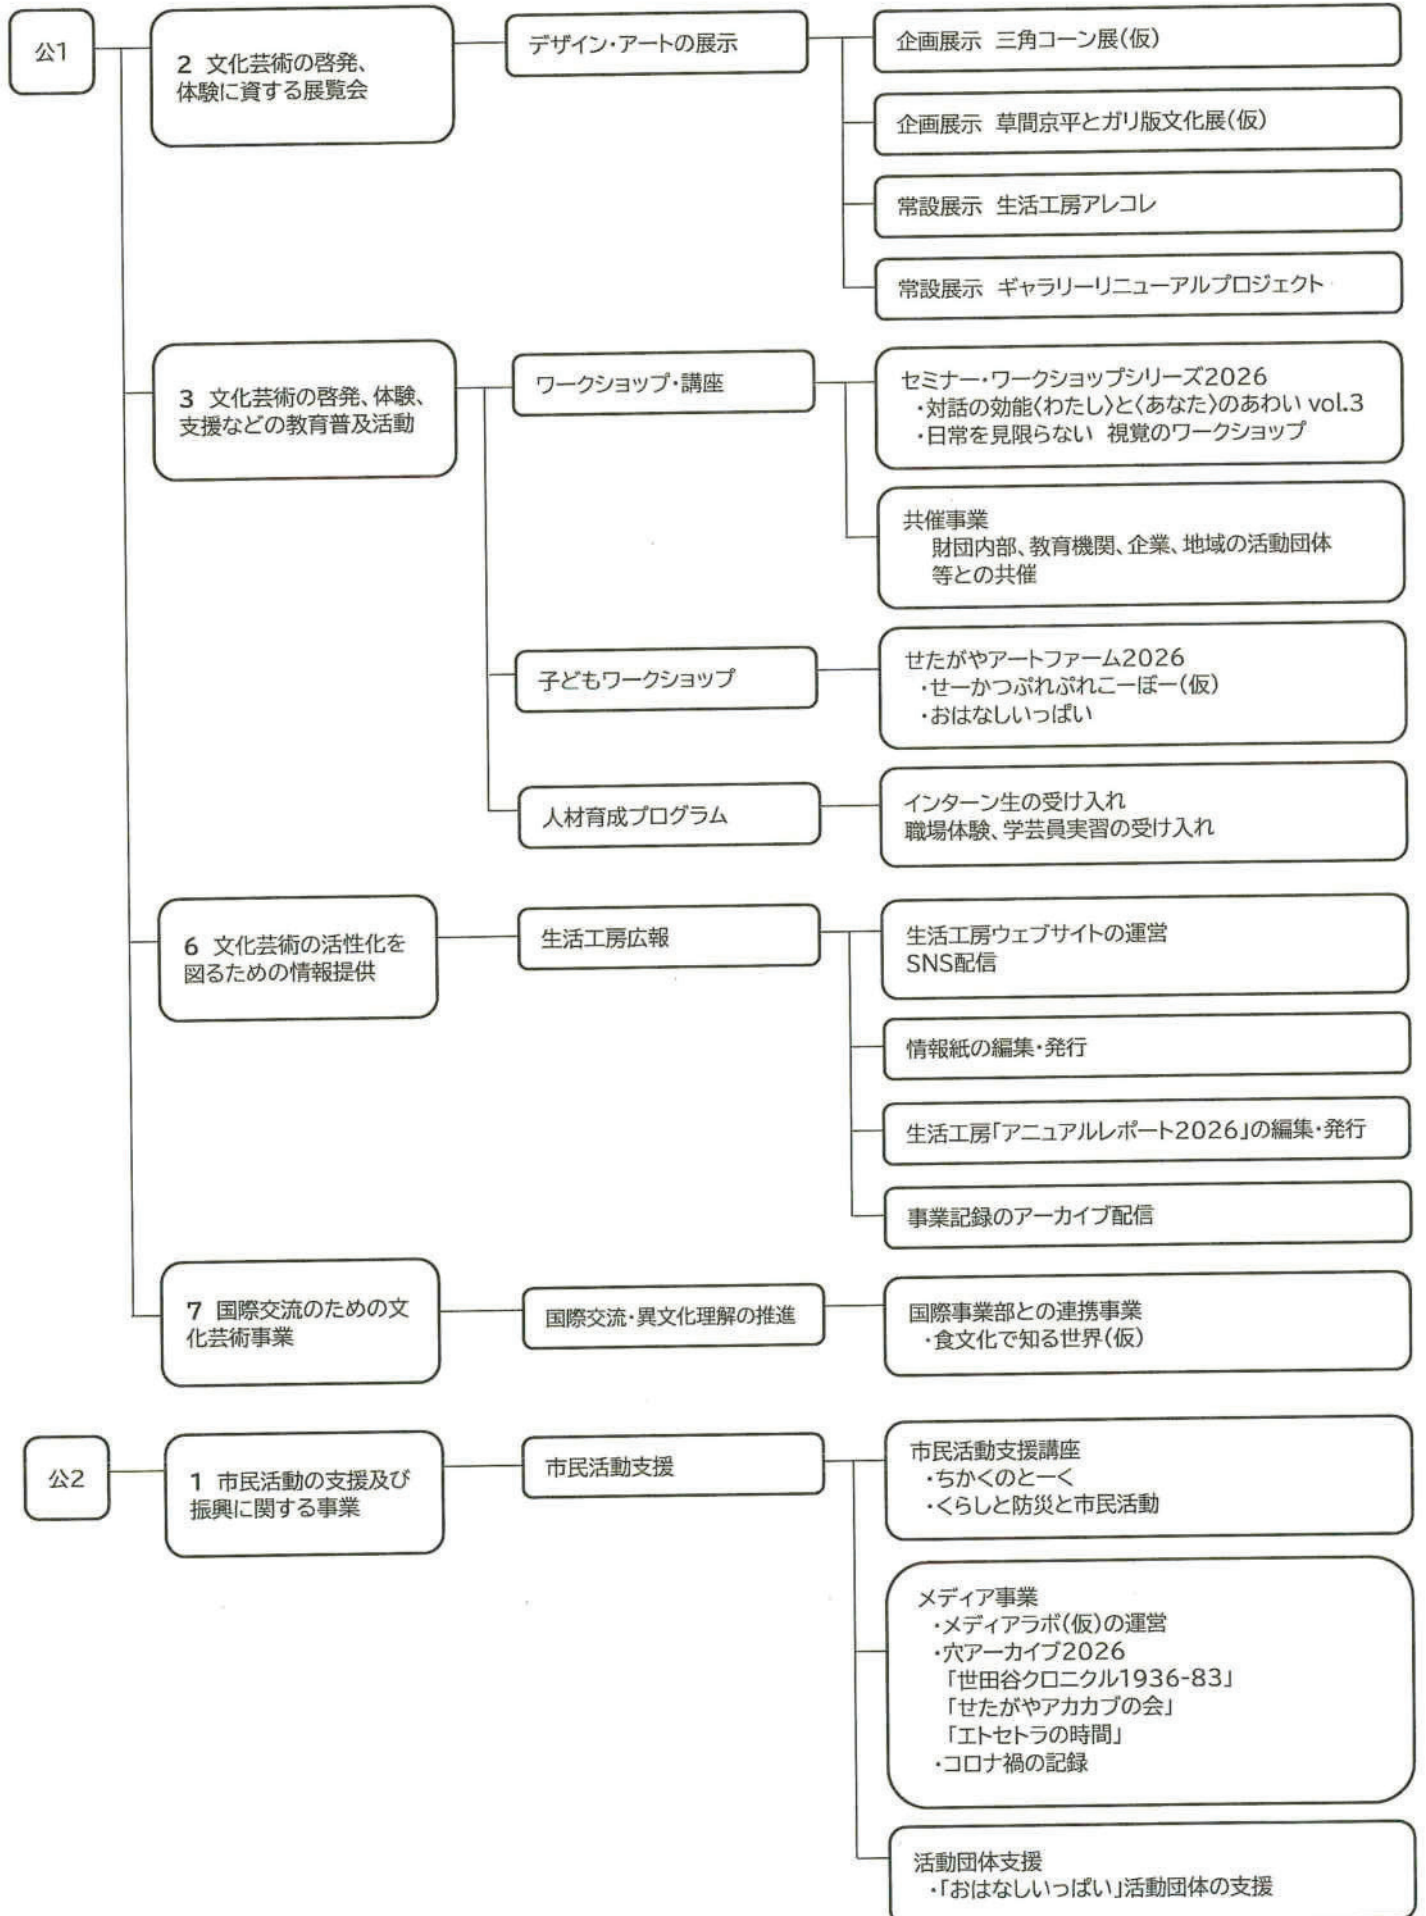 公1
2 文化芸術の啓発、
体験に資する展覧会
デザイン・アートの展示
企画展示 三角コーン展(仮)
企画展示 草間京平とガリ版文化展(仮)
常設展示 生活工房アレコレ
常設展示 ギャラリーリニューアルプロジェクト
3 文化芸術の啓発、体験、
支援などの教育普及活動
ワークショップ・講座
セミナー・ワークショップシリーズ2026
・対話の効能〈わたし〉と〈あなた〉のあわい vol.3
・日常を見限らない 視覚のワークショップ
共催事業
財団内部、教育機関、企業、地域の活動団体
等との共催
子どもワークショップ
せたがやアートファーム2026
・せーかつぷれぷれこーぼー(仮)
・おはなしいっぱい
人材育成プログラム
インターン生の受け入れ
職場体験、学芸員実習の受け入れ
6 文化芸術の活性化を
図るための情報提供
生活工房広報
生活工房ウェブサイトの運営
SNS配信
情報紙の編集・発行
生活工房「アニュアルレポート2026」の編集・発行
事業記録のアーカイブ配信
7 国際交流のための文
化芸術事業
国際交流・異文化理解の推進
国際事業部との連携事業
・食文化で知る世界(仮)
公2
1 市民活動の支援及び
振興に関する事業
市民活動支援
市民活動支援講座
・ちかくのとーく
・くらしと防災と市民活動
メディア事業
・メディアラボ(仮)の運営
・穴アーカイブ2026
「世田谷クロニクル1936-83」
「せたがやアカカブの会」
「エトセトラの時間」
・コロナ禍の記録
活動団体支援
・「おはなしいっぱい」活動団体の支援